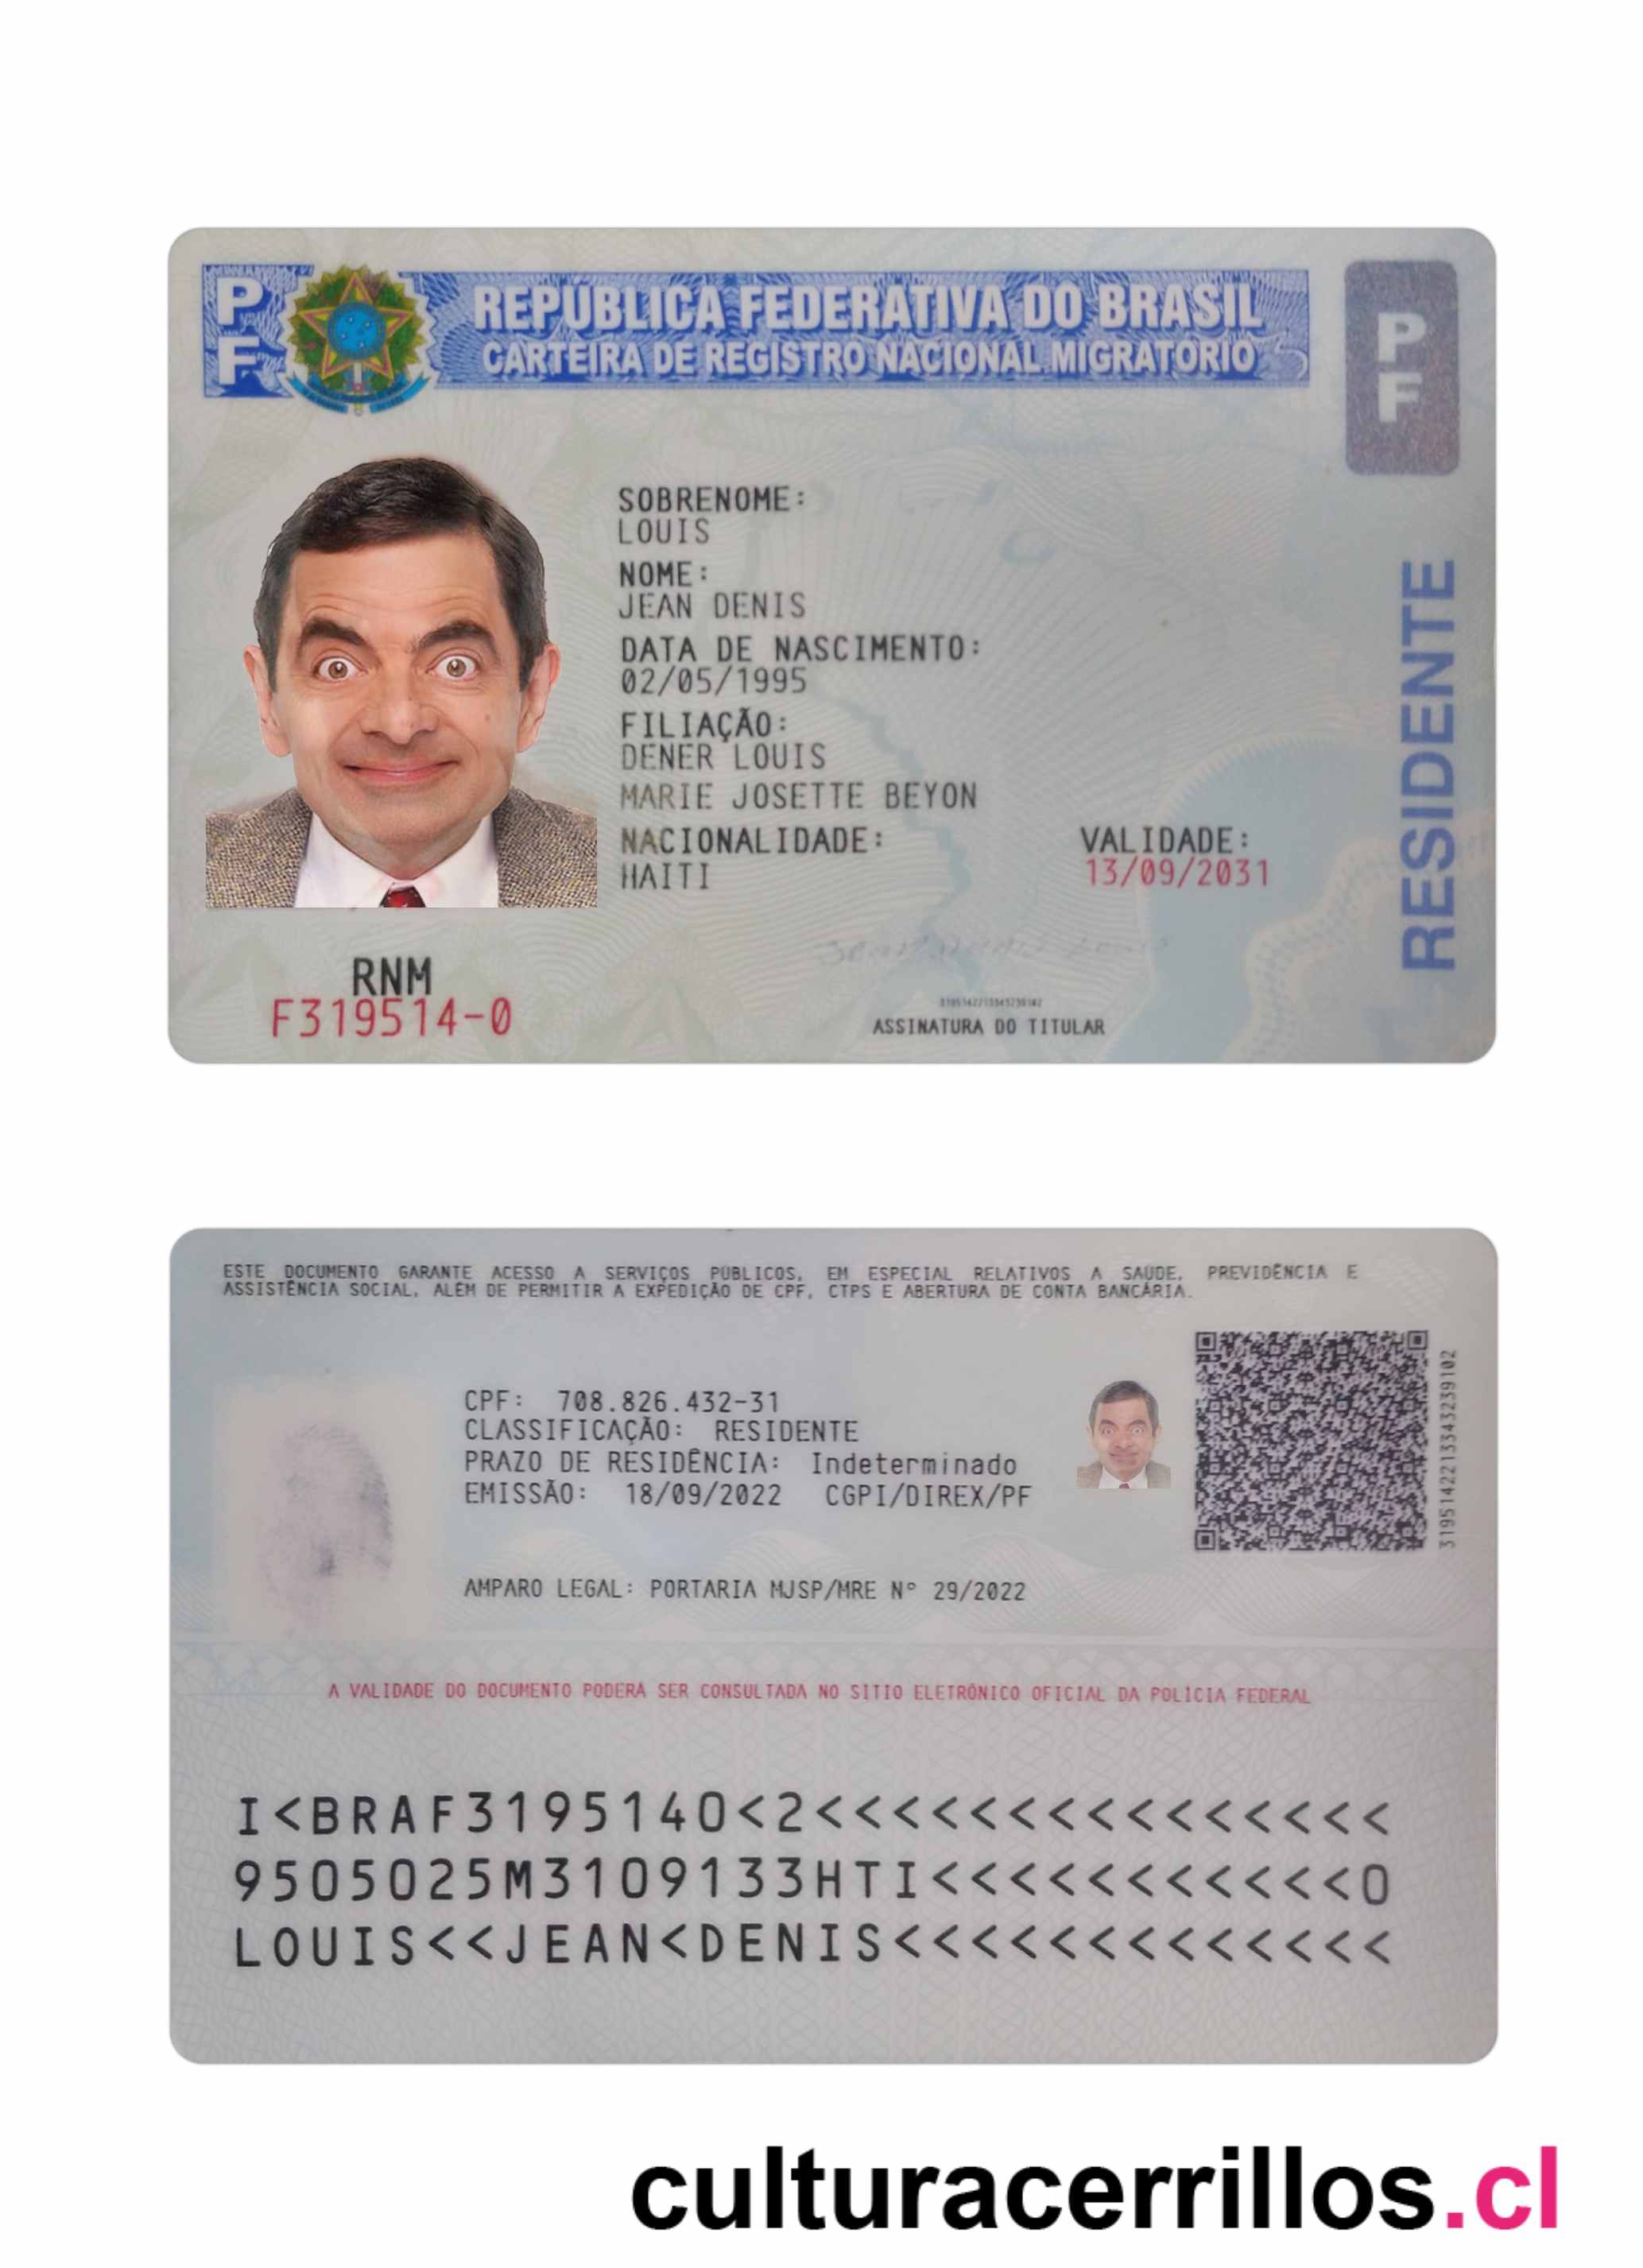 PF
REPÚBLICA FEDERATIVA DO BRASIL
CARTEIRA DE REGISTRO NACIONAL MIGRATÓRIO
PF
SOBRENOME:
LOUIS
NOME:
JEAN DENIS
DATA DE NASCIMENTO:
02/05/1995
FILIAÇÃO:
DENER LOUIS
MARIE JOSETTE BEYON
NACIONALIDADE:
HAITI
VALIDADE:
13/09/2031
RESIDENTE
RNM
F319514-0
ASSINATURA DO TITULAR
ESTE DOCUMENTO GARANTE ACESSO A SERVIÇOS PÚBLICOS, EM ESPECIAL RELATIVOS A SAÚDE, PREVIDÊNCIA E
ASSISTÊNCIA SOCIAL, ALÉM DE PERMITIR A EXPEDIÇÃO DE CPF, CTPS E ABERTURA DE CONTA BANCÁRIA.
CPF: 708.826.432-31
CLASSIFICAÇÃO: RESIDENTE
PRAZO DE RESIDÊNCIA: Indeterminado
EMISSÃO: 18/09/2022 CGPI/DIREX/PF
3195142213343239102
AMPARO LEGAL: PORTARIA MJSP/MRE Nº 29/2022
A VALIDADE DO DOCUMENTO PODERÁ SER CONSULTADA NO SÍTIO ELETRÔNICO OFICIAL DA POLÍCIA FEDERAL
I<BRAF3195140<2<<<<<<<<<<<<<<<
9505025M3109133HTI<<<<<<<<<<<0
LOUIS<<JEAN<DENIS<<<<<<<<<<<<<
culturacerrillos.cl